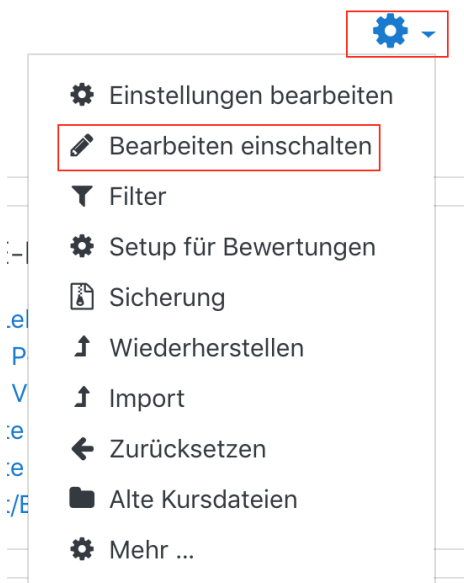 Einstellungen bearbeiten
Bearbeiten einschalten
Filter
Setup für Bewertungen
Sicherung
Wiederherstellen
Import
Zurücksetzen
Alte Kursdateien
Mehr ...